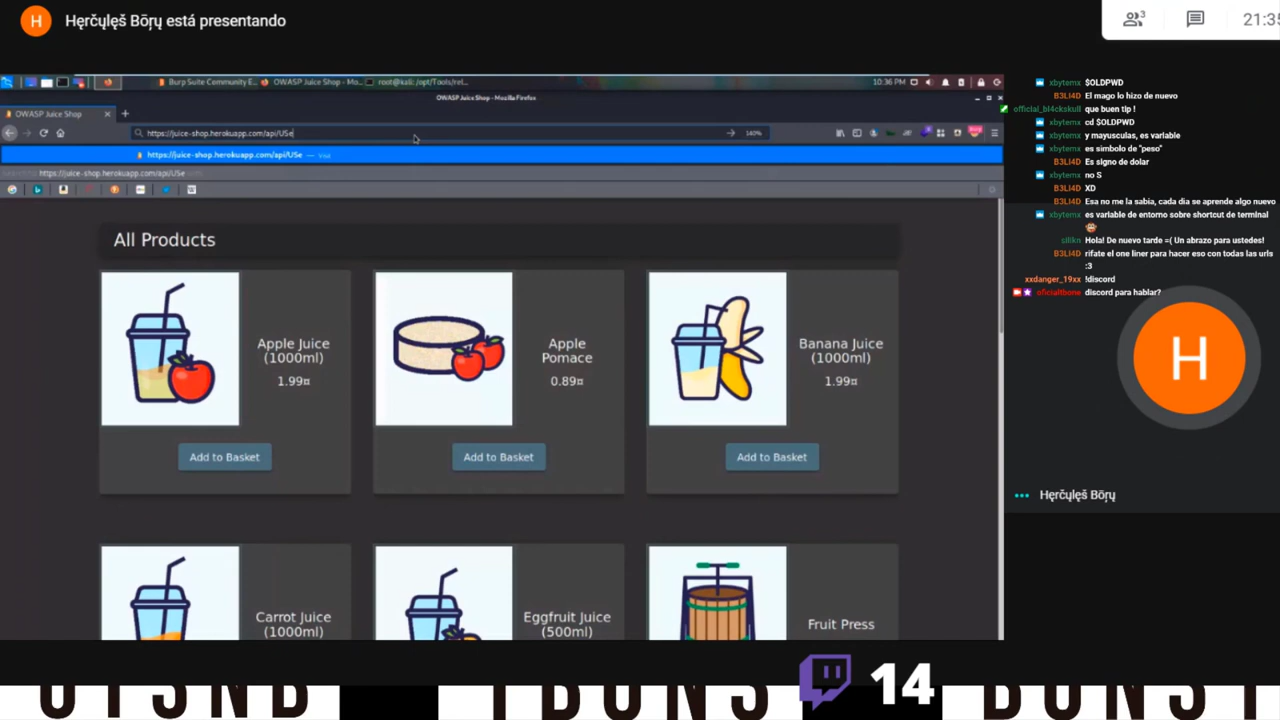 H
Hęrčųlęš Bōŗų está presentando
3
21:35
Burp Suite Community E...
OWASP Juice Shop - Mo...
root@kali: /opt/Tools/rel...
10:36 PM
OWASP Juice Shop - Mozilla Firefox
OWASP Juice Shop
https://juice-shop.herokuapp.com/api/USe
140%
https://juice-shop.herokuapp.com/api/USe — Visit
https://juice-shop.herokuapp.com/api/USe
All Products
Apple Juice
(1000ml)
1.99¤
Add to Basket
Apple
Pomace
0.89¤
Add to Basket
Banana Juice
(1000ml)
1.99¤
Add to Basket
Carrot Juice
(1000ml)
Eggfruit Juice
(500ml)
Fruit Press
xbytemx $OLDPWD
B3LI4D El mago lo hizo de nuevo
official_bl4ckskull que buen tip !
xbytemx cd $OLDPWD
xbytemx y mayusculas, es variable
xbytemx es simbolo de "peso"
B3LI4D Es signo de dolar
xbytemx no S
B3LI4D XD
B3LI4D Esa no me la sabia, cada dia se aprende algo nuevo
xbytemx es variable de entorno sobre shortcut de terminal
Hola! De nuevo tarde =( Un abrazo para ustedes!
B3LI4D rifate el one liner para hacer eso con todas las urls
:3
xxdanger_19xx !discord
oficialtbone discord para hablar?
H
Hęrčųlęš Bōŗų
14